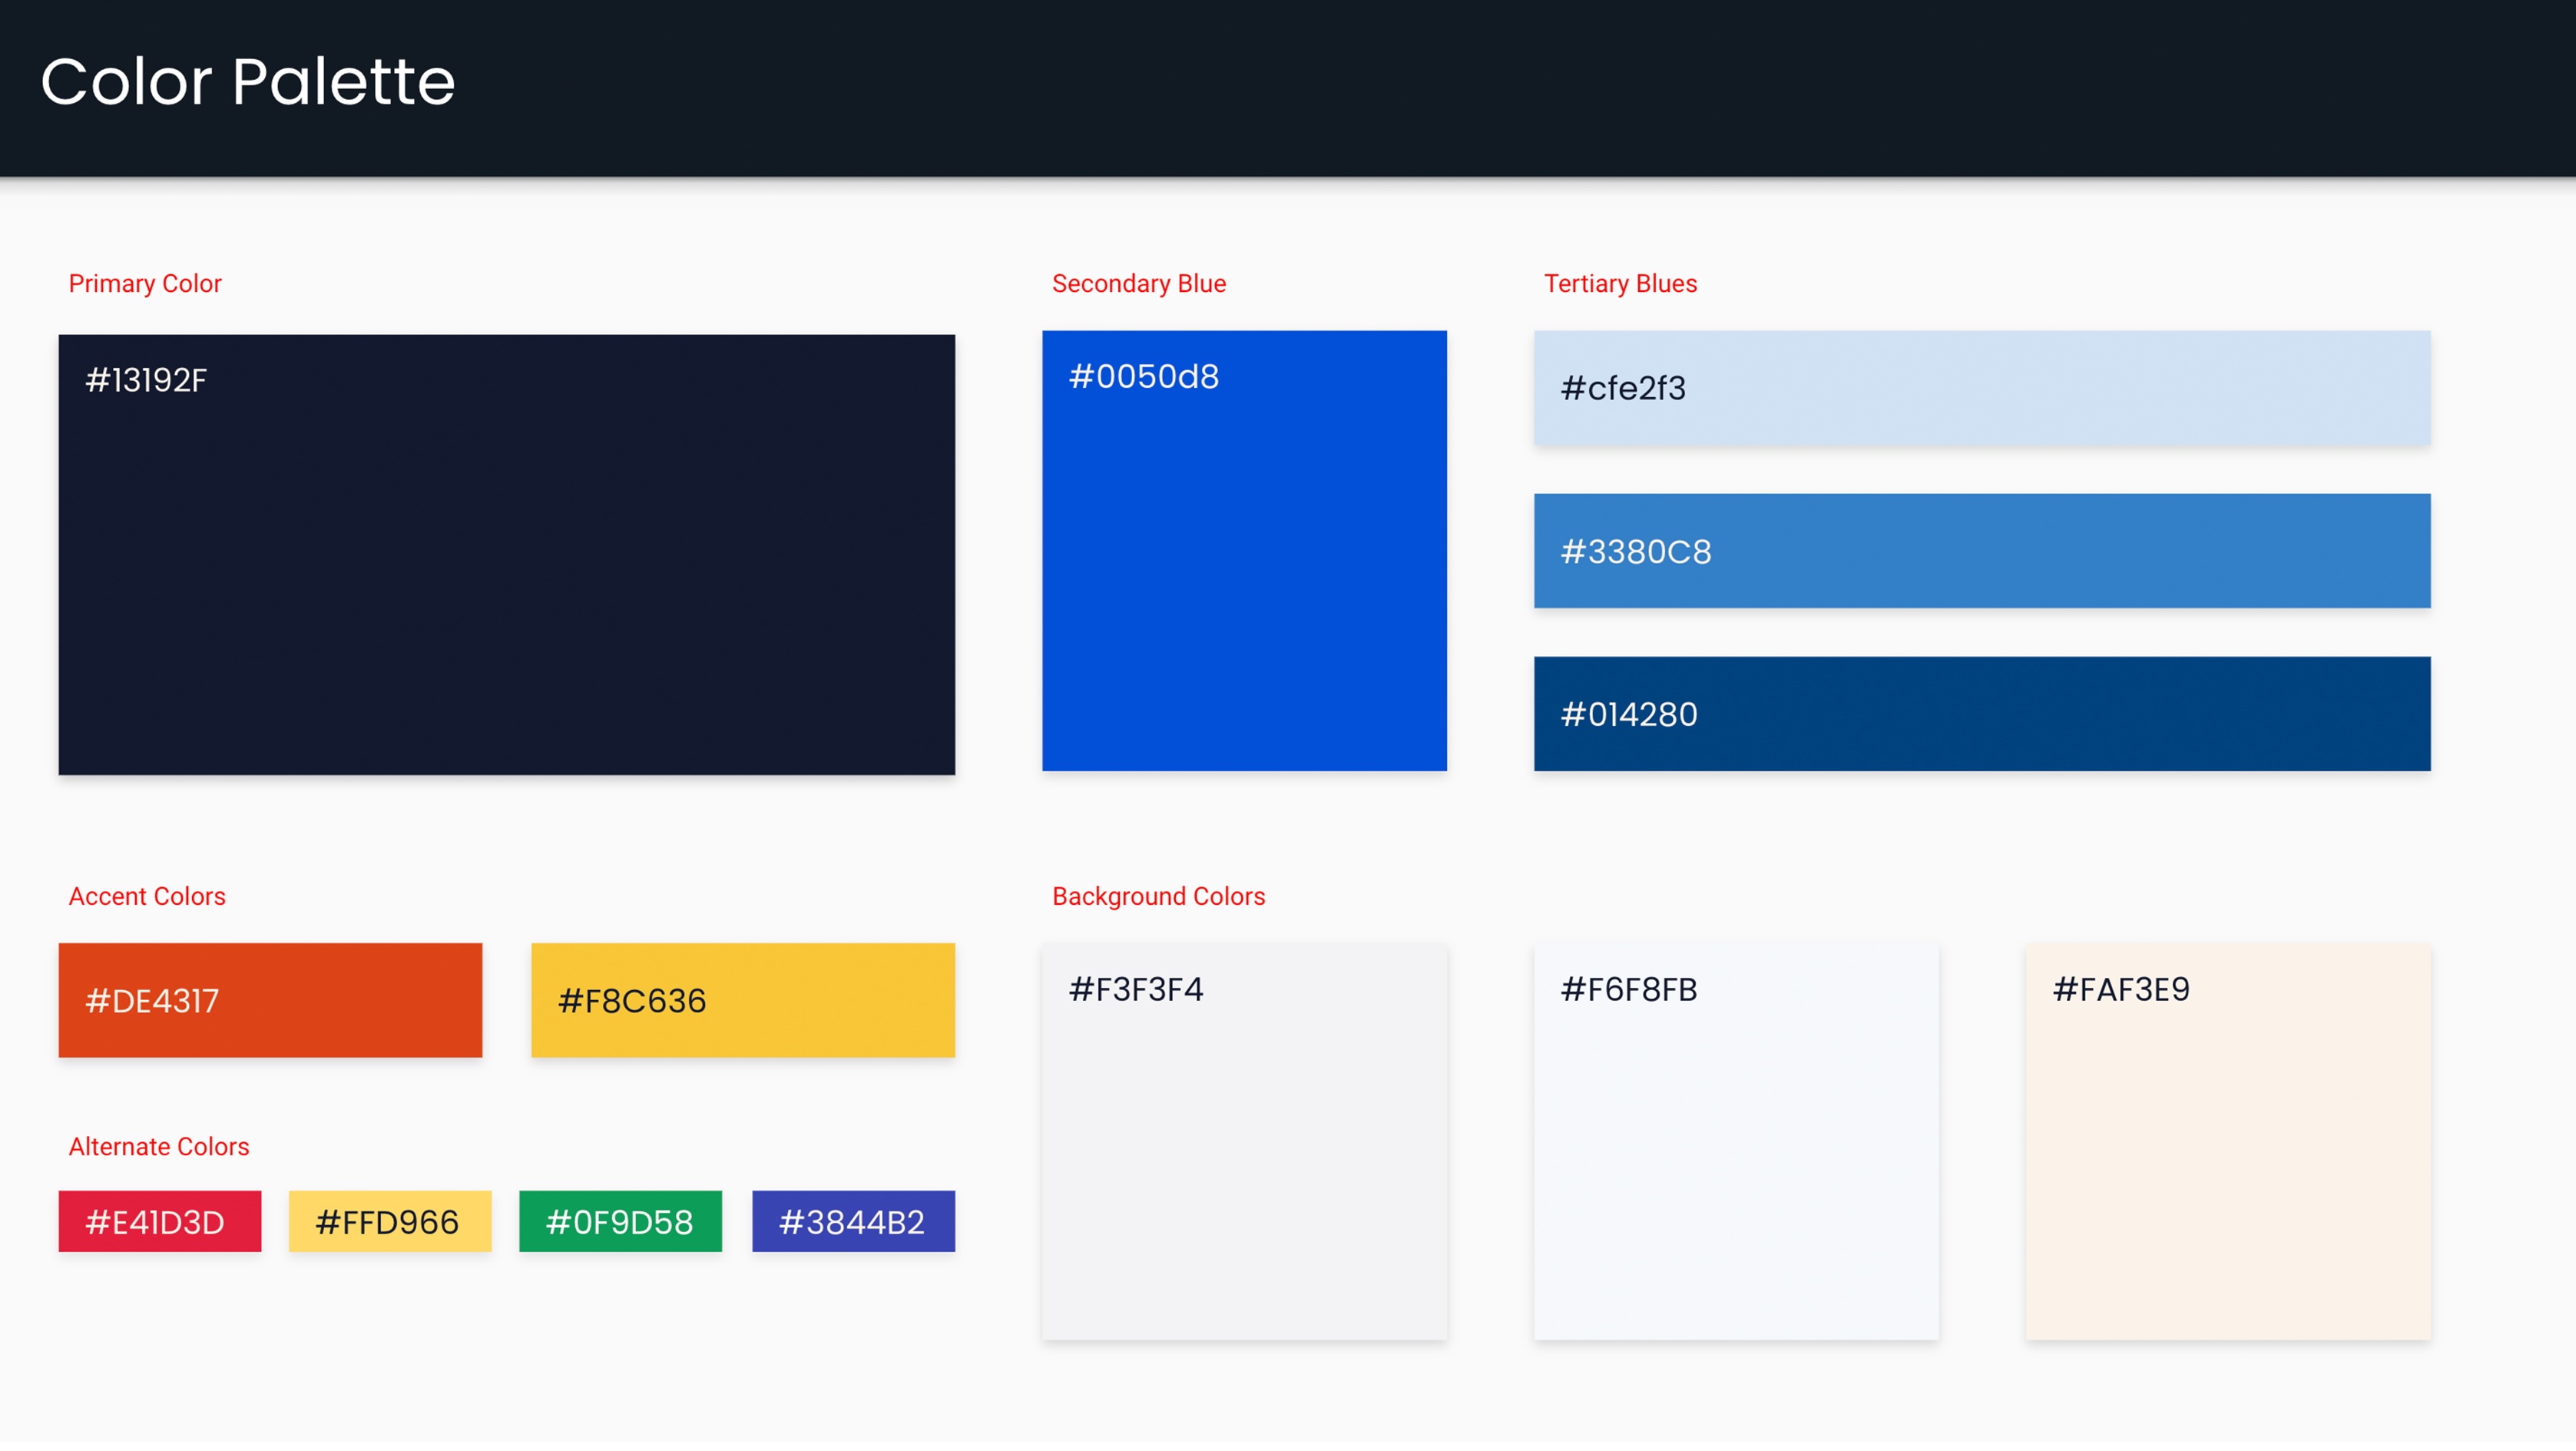 Color Palette
Primary Color
#13192F
Secondary Blue
#0050d8
Tertiary Blues
#cfe2f3
#3380C8
#014280
Accent Colors
#DE4317
#F8C636
Alternate Colors
#E41D3D
#FFD966
#0F9D58
#3844B2
Background Colors
#F3F3F4
#F6F8FB
#FAF3E9